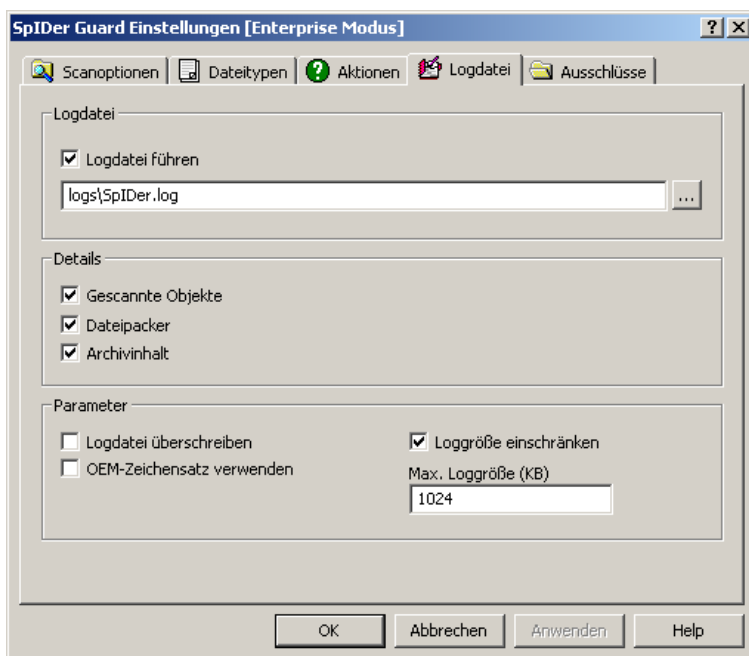 SpIDer Guard Einstellungen [Enterprise Modus]
Scanoptionen
Dateitypen
Aktionen
Logdatei
Ausschlüsse
Logdatei
Logdatei führen
logs\SpIDer.log
...
Details
Gescannte Objekte
Dateipacker
Archivinhalt
Parameter
Logdatei überschreiben
Loggröße einschränken
OEM-Zeichensatz verwenden
Max. Loggröße (KB)
1024
OK
Abbrechen
Anwenden
Help